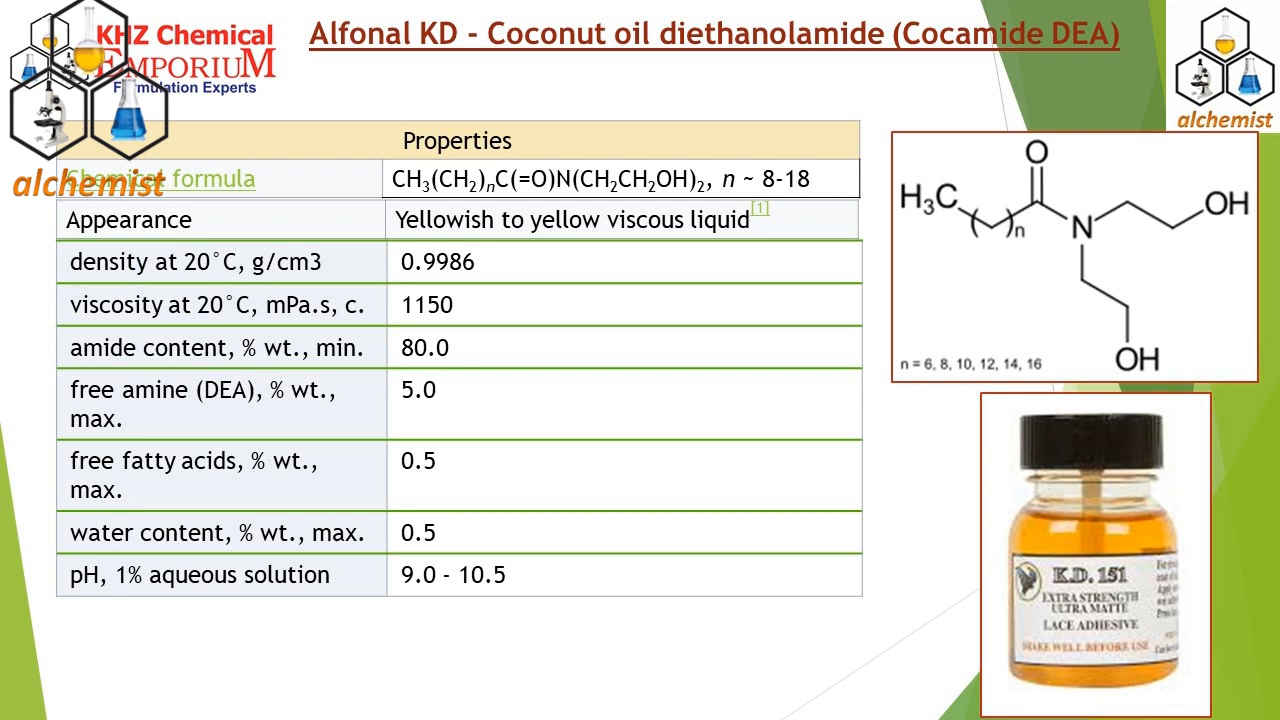 Alfonal KD - Coconut oil diethanolamide (Cocamide DEA)
KHZ Chemical
EMPORIUM
Formulation Experts
alchemist
alchemist
Properties
Chemical formula CH₃(CH₂)ₙC(=O)N(CH₂CH₂OH)₂, n ~ 8-18
Appearance Yellowish to yellow viscous liquid[1]
density at 20°C, g/cm3 0.9986
viscosity at 20°C, mPa.s, c. 1150
amide content, % wt., min. 80.0
free amine (DEA), % wt., 5.0
max.
free fatty acids, % wt., 0.5
max.
water content, % wt., max. 0.5
pH, 1% aqueous solution 9.0 - 10.5
O
H₃C
n
N
OH
OH
n = 6, 8, 10, 12, 14, 16
K.D. 151
EXTRA STRENGTH
ULTRA MATTE
LACE ADHESIVE
SHAKE WELL BEFORE USE